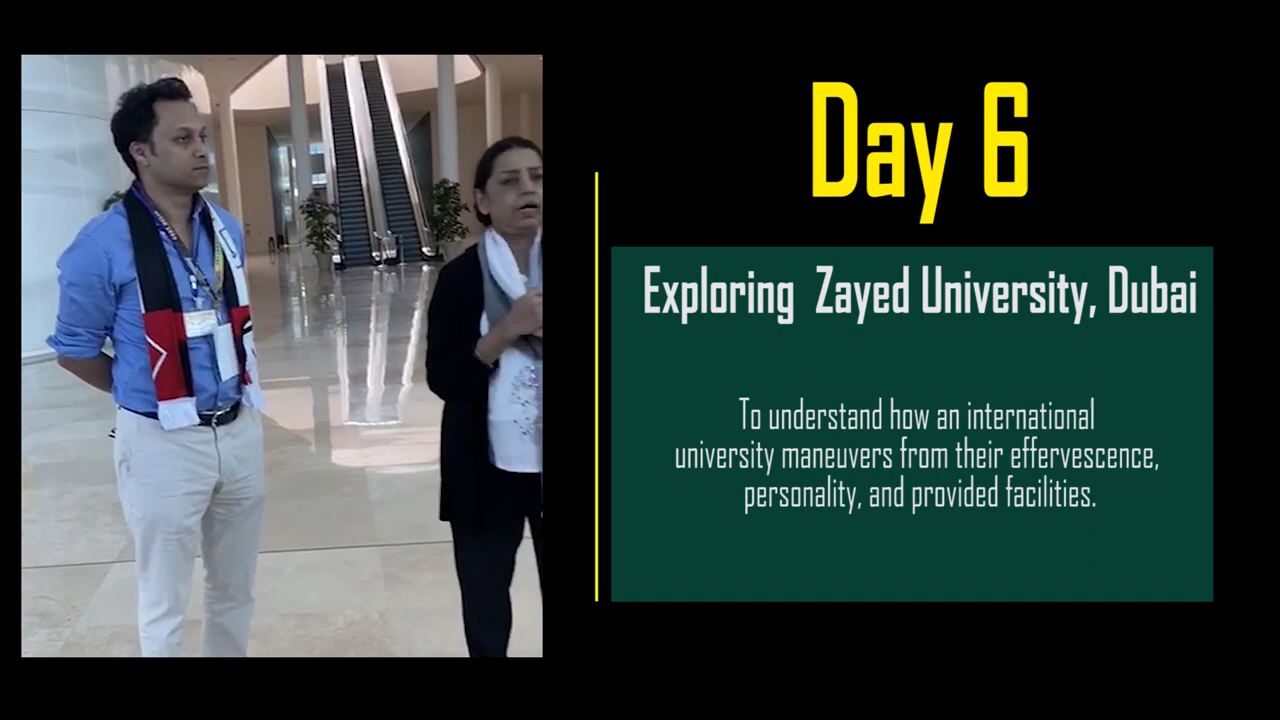 Day 6
Exploring Zayed University, Dubai
To understand how an international
university maneuvers from their effervescence,
personality, and provided facilities.